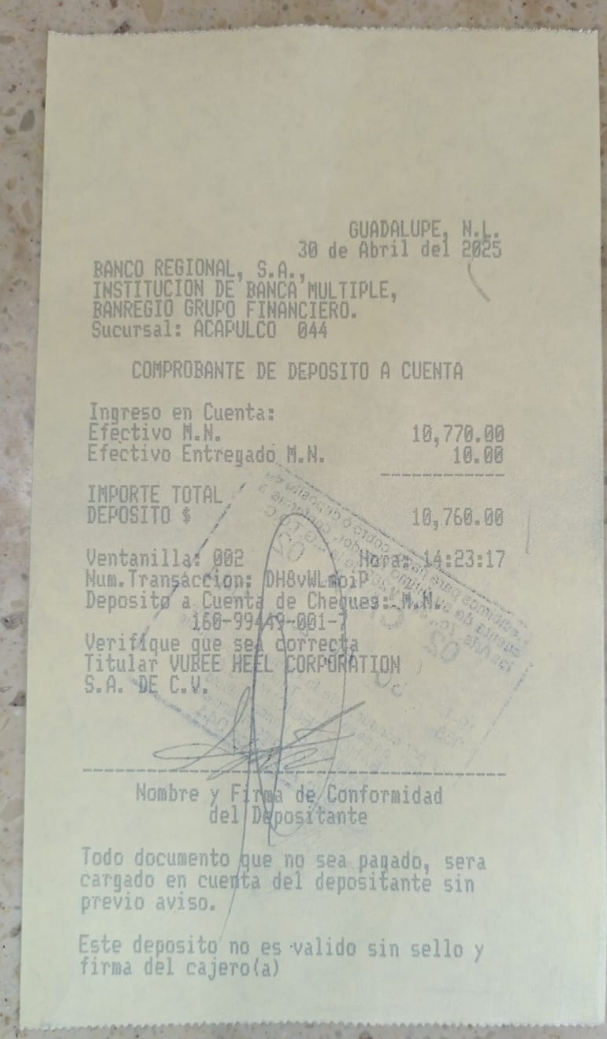 GUADALUPE, N.L.
30 de Abril del 2025
BANCO REGIONAL, S.A.,
INSTITUCION DE BANCA MULTIPLE,
BANREGIO GRUPO FINANCIERO.
Sucursal: ACAPULCO 044
COMPROBANTE DE DEPOSITO A CUENTA
Ingreso en Cuenta:
Efectivo M.N. 10,770.00
Efectivo Entregado M.N. 10.00
IMPORTE TOTAL
DEPOSITO $ 10,760.00
Ventanilla: 002 Hora: 14:23:17
Num.Transaccion:
Deposito a Cuenta de Cheques: M.N.
160-99449-001-7
Verifique que sea correcta
Titular VUBEE HEEL CORPORATION
S.A. DE C.V.
Nombre y Firma de Conformidad
del Depositante
Todo documento que no sea pagado, sera
cargado en cuenta del depositante sin
previo aviso.
Este deposito no es valido sin sello y
firma del cajero(a)